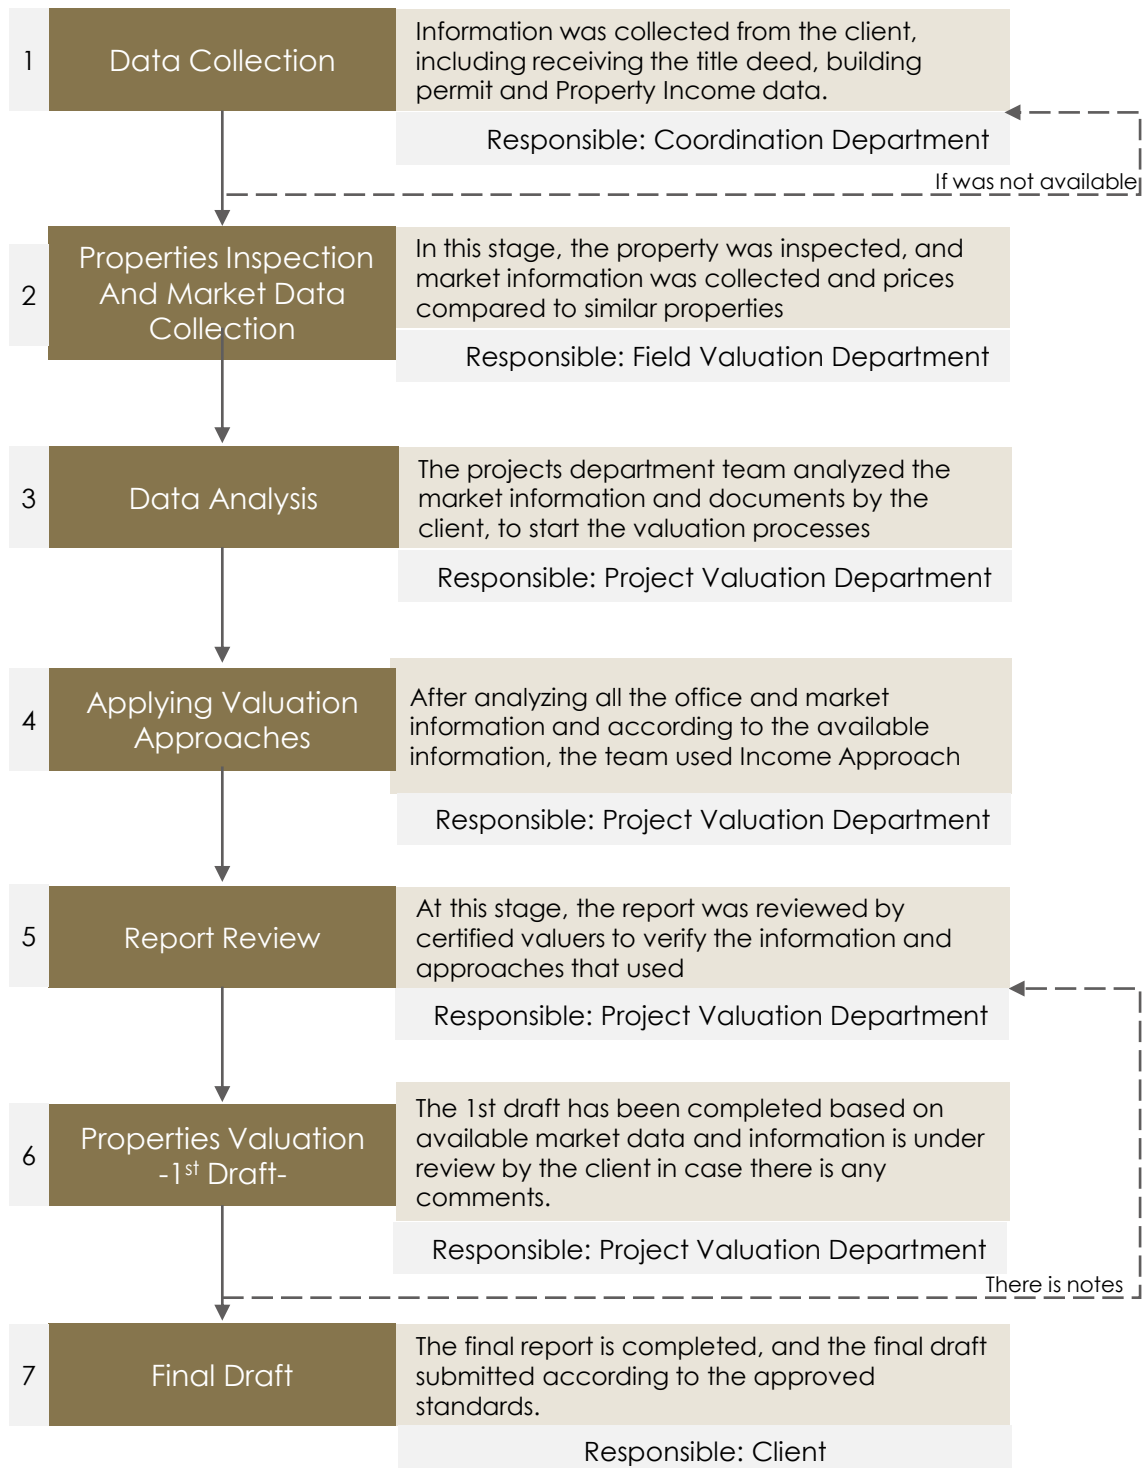 1
Data Collection
Information was collected from the client,
including receiving the title deed, building
permit and Property Income data.
Responsible: Coordination Department
If was not available
2
Properties Inspection
And Market Data
Collection
In this stage, the property was inspected, and
market information was collected and prices
compared to similar properties
Responsible: Field Valuation Department
3
Data Analysis
The projects department team analyzed the
market information and documents by the
client, to start the valuation processes
Responsible: Project Valuation Department
4
Applying Valuation
Approaches
After analyzing all the office and market
information and according to the available
information, the team used Income Approach
Responsible: Project Valuation Department
5
Report Review
At this stage, the report was reviewed by
certified valuers to verify the information and
approaches that used
Responsible: Project Valuation Department
6
Properties Valuation
-1st Draft-
The 1st draft has been completed based on
available market data and information is under
review by the client in case there is any
comments.
Responsible: Project Valuation Department
There is notes
7
Final Draft
The final report is completed, and the final draft
submitted according to the approved
standards.
Responsible: Client